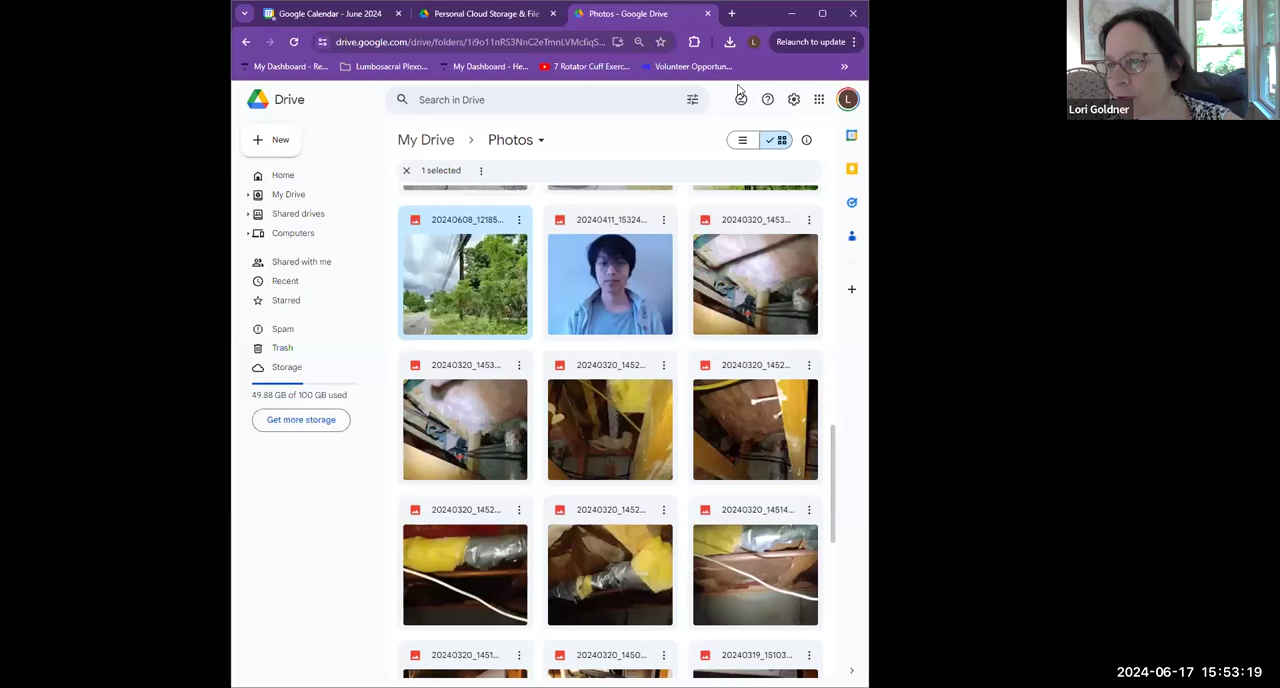 Google Calendar - June 2024
Personal Cloud Storage & File
Photos - Google Drive
drive.google.com/drive/folders/1i9o11nRS3NnC2eTmnLVMcfiqS...
Relaunch to update
My Dashboard - Re...
Lumbosacral Plexo...
My Dashboard - He...
7 Rotator Cuff Exerc...
Volunteer Opportun...
Drive
Search in Drive
L
New
My Drive
Photos
1 selected
Home
My Drive
Shared drives
Computers
Shared with me
Recent
Starred
Spam
Trash
Storage
49.88 GB of 100 GB used
Get more storage
20240608_12185...
20240411_15324...
20240320_1453...
20240320_1453...
20240320_1452...
20240320_1452...
20240320_1452...
20240320_1452...
20240320_14514...
20240320_1451...
20240320_1450...
20240319_15103...
Lori Goldner
2024-06-17 15:53:19